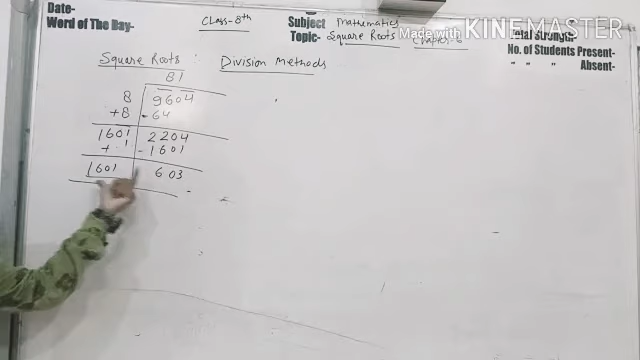 Date-
Word of The Day-
Class-8th
Subject Mathematics
Topic- Square Roots Chapter-6
Made with KINEMASTER
Total Strength-
No. of Students Present-
" " " Absent-
Square Roots : Division Methods
81
8 9604
+8 -64
1601 2204
+ 1 -1601
1601 603